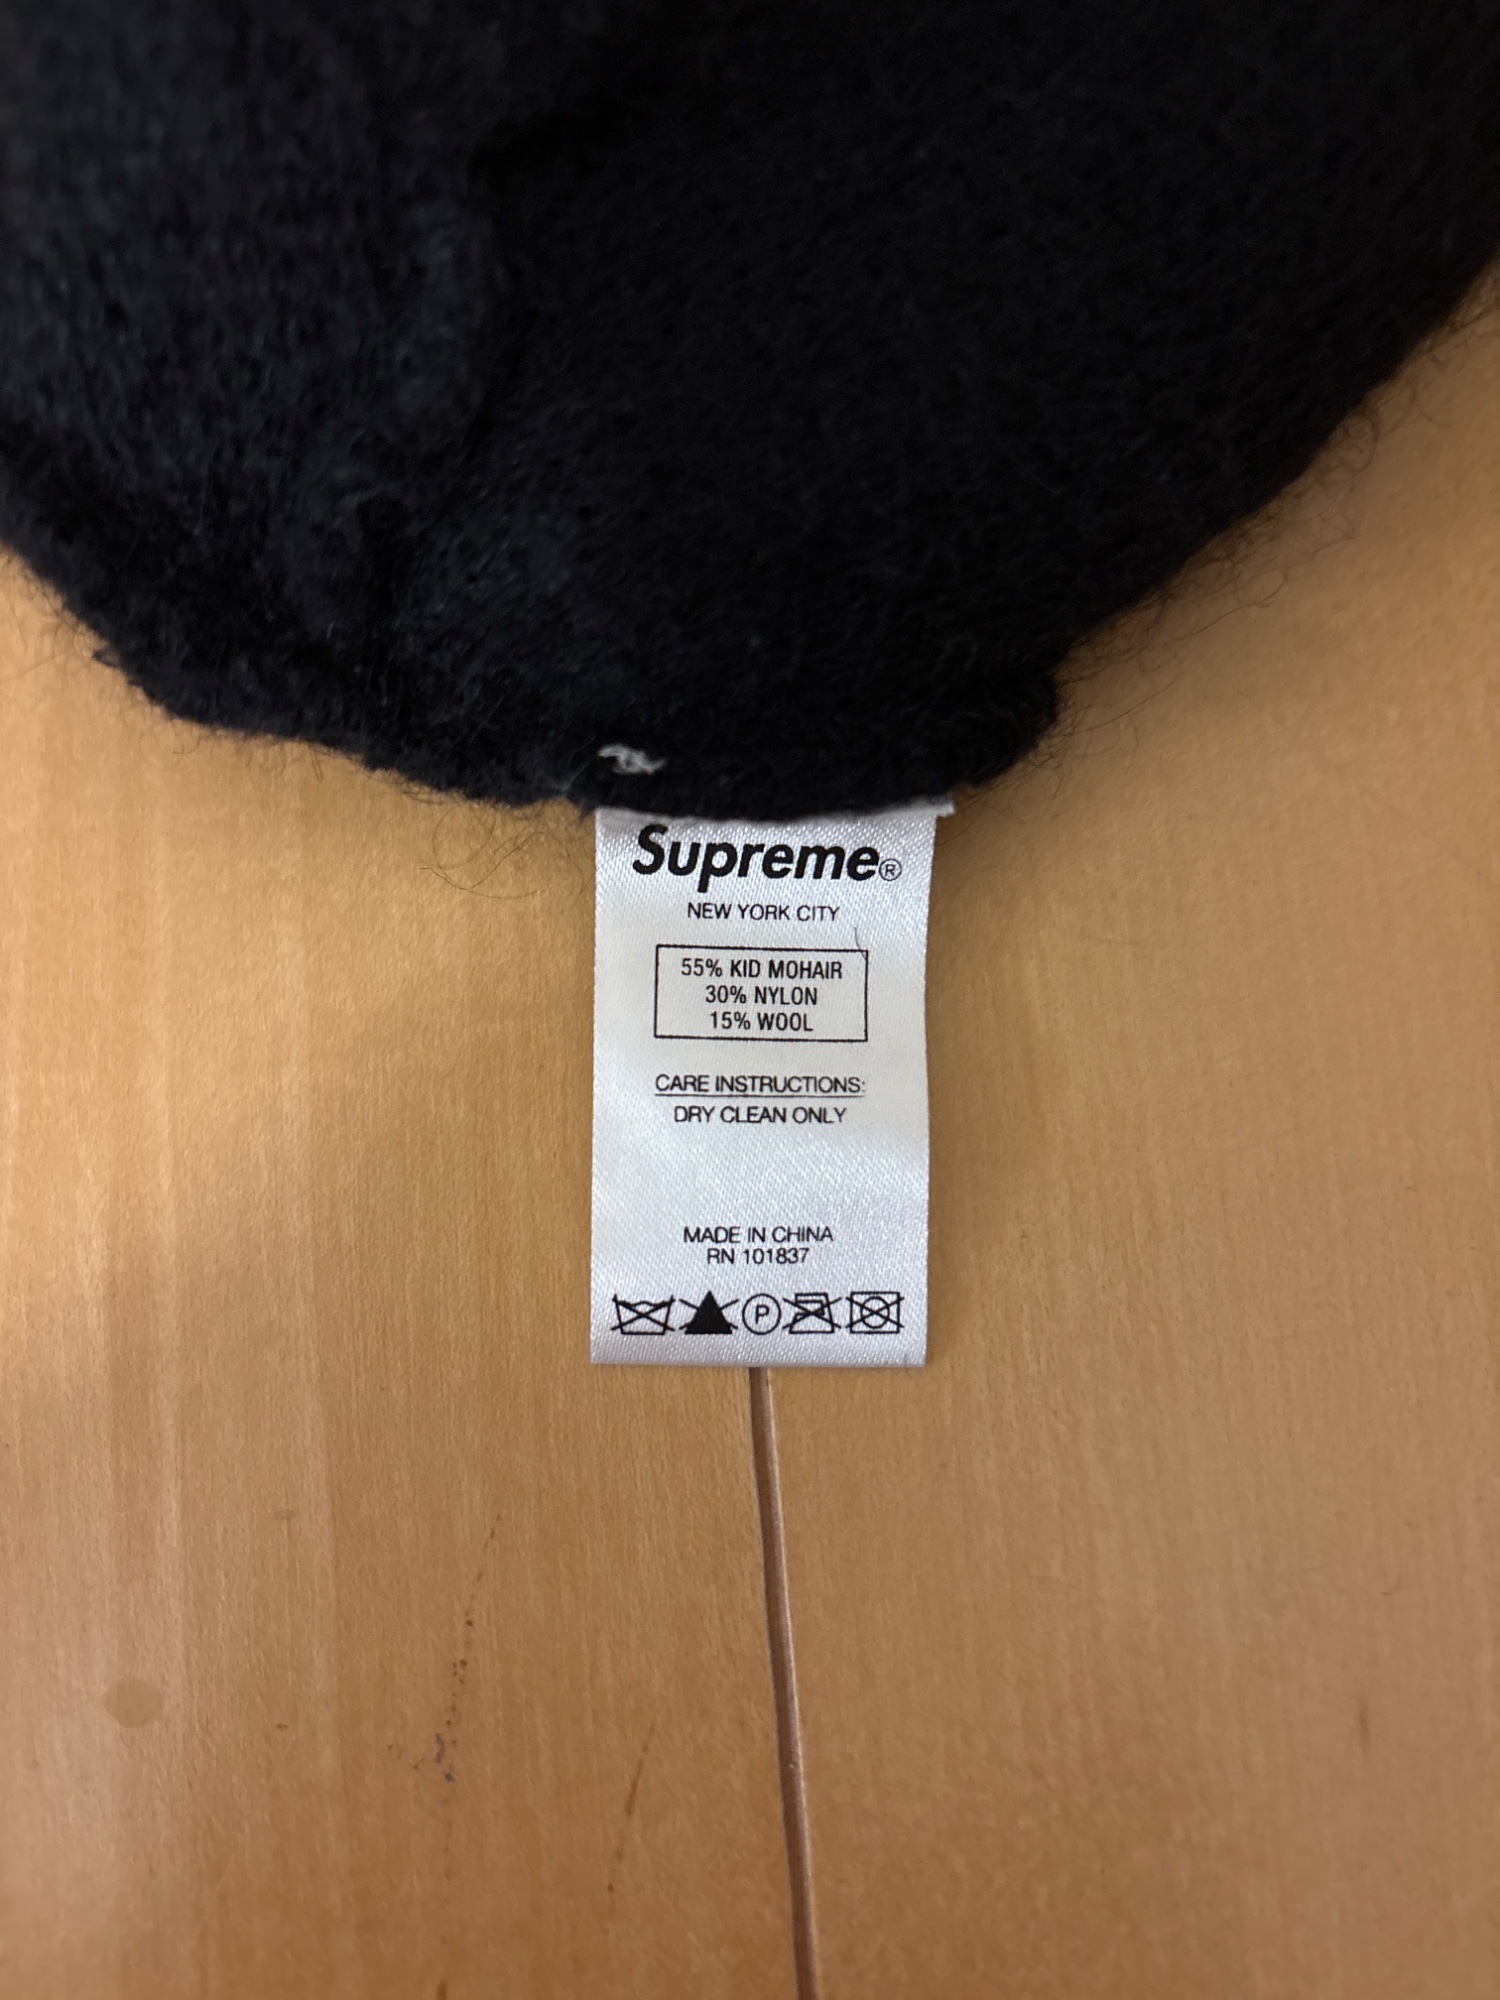 Supreme®
NEW YORK CITY
55% KID MOHAIR
30% NYLON
15% WOOL
CARE INSTRUCTIONS:
DRY CLEAN ONLY
MADE IN CHINA
RN 101837
P